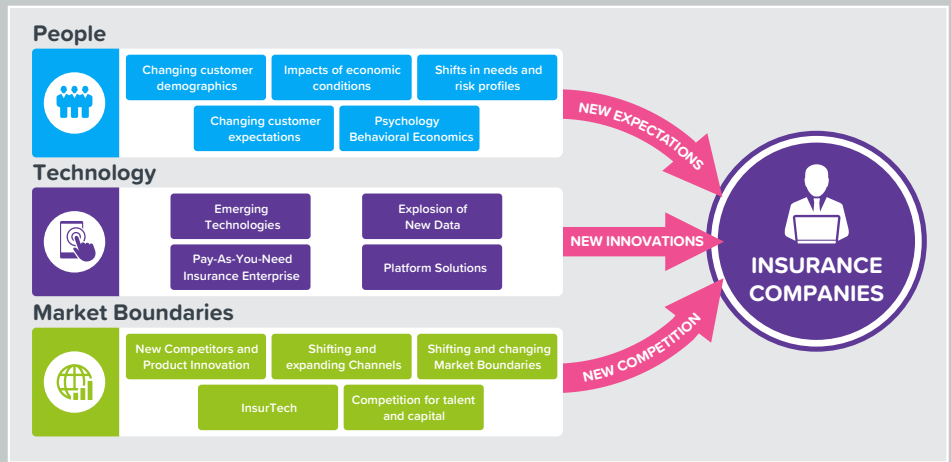 People
Changing customer
demographics
Impacts of economic
conditions
Shifts in needs and
risk profiles
Changing customer
expectations
Psychology
Behavioral Economics
NEW EXPECTATIONS
Technology
Emerging
Technologies
Explosion of
New Data
Pay-As-You-Need
Insurance Enterprise
Platform Solutions
NEW INNOVATIONS
Market Boundaries
New Competitors and
Product Innovation
Shifting and
expanding Channels
Shifting and changing
Market Boundaries
InsurTech
Competition for talent
and capital
NEW COMPETITION
INSURANCE
COMPANIES